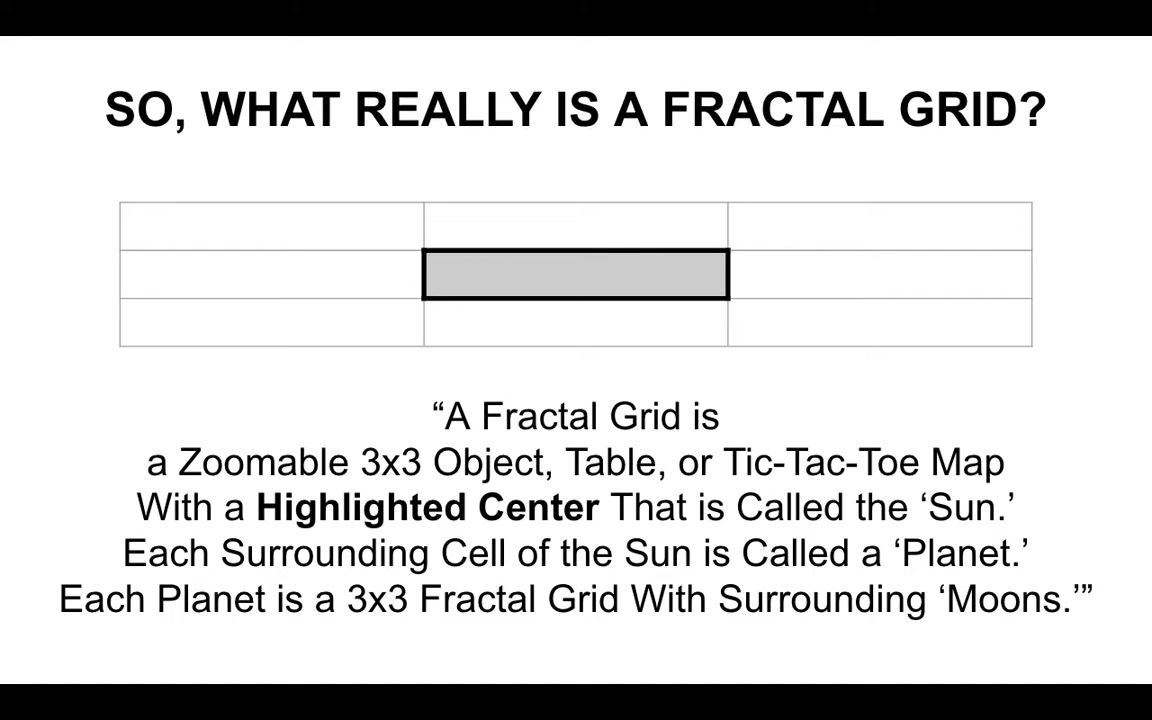 SO, WHAT REALLY IS A FRACTAL GRID?
“A Fractal Grid is
a Zoomable 3x3 Object, Table, or Tic-Tac-Toe Map
With a Highlighted Center That is Called the ‘Sun.’
Each Surrounding Cell of the Sun is Called a ‘Planet.’
Each Planet is a 3x3 Fractal Grid With Surrounding ‘Moons.’”